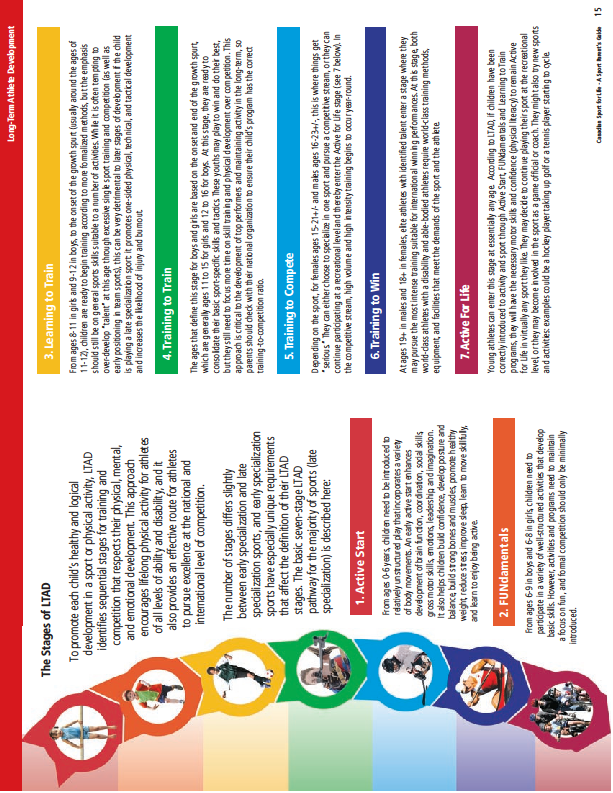 Long-Term Athlete Development
The Stages of LTAD
To promote each child's healthy and logical
development in a sport or physical activity, LTAD
identifies sequential stages for training and
competition that respects their physical, mental,
and emotional development. This approach
encourages lifelong physical activity for athletes
of all levels of ability and disability, and it
also provides an effective route for athletes
to pursue excellence at the national and
international level of competition.
The number of stages differs slightly
between early specialization and late
specialization sports, and early specialization
sports have especially unique requirements
that affect the definition of their LTAD
stages. The basic seven-stage LTAD
pathway for the majority of sports (late
specialization) is described here:
1. Active Start
From ages 0-6 years, children need to be introduced to
relatively unstructured play that incorporates a variety
of body movements. An early active start enhances
development of brain function, coordination, social skills,
gross motor skills, emotions, leadership, and imagination.
It also helps children build confidence, develop posture and
balance, build strong bones and muscles, promote healthy
weight, reduce stress, improve sleep, learn to move skillfully,
and learn to enjoy being active.
2. FUNdamentals
From ages 6-9 in boys and 6-8 in girls, children need to
participate in a variety of well-structured activities that develop
basic skills. However, activities and programs need to maintain
a focus on fun, and formal competition should only be minimally
introduced.
3. Learning to Train
From ages 8-11 in girls and 9-12 in boys, to the onset of the growth spurt (usually around the ages of
11-12), children are ready to begin training according to more formalized methods, but the emphasis
should still be on general sports skills suitable to a number of activities. While it is often tempting to
over-develop "talent" at this age through excessive single sport training and competition (as well as
early positioning in team sports), this can be very detrimental to later stages of development if the child
is playing a late specialization sport: it promotes one-sided physical, technical, and tactical development
and increases the likelihood of injury and burnout.
4. Training to Train
The ages that define this stage for boys and girls are based on the onset and end of the growth spurt,
which are generally ages 11 to 15 for girls and 12 to 16 for boys. At this stage, they are ready to
consolidate their basic sport-specific skills and tactics. These youths may play to win and do their best,
but they still need to focus more time on skill training and physical development over competition. This
approach is critical to the development of top performers and maintaining activity in the long-term, so
parents should check with their national organization to ensure their child's program has the correct
training-to-competition ratio.
5. Training to Compete
Depending on the sport, for females ages 15-21+/- and males ages 16-23+/-, this is where things get
"serious". They can either choose to specialize in one sport and pursue a competitive stream, or they can
continue participating at a recreational level and thereby enter the Active for Life stage (see 7 below). In
the competitive stream, high volume and high intensity training begins to occur year-round.
6. Training to Win
At ages 19+ in males and 18+ in females, elite athletes with identified talent enter a stage where they
may pursue the most intense training suitable for international winning performances. At this stage, both
world-class athletes with a disability and able-bodied athletes require world-class training methods,
equipment, and facilities that meet the demands of the sport and the athlete.
7. Active For Life
Young athletes can enter this stage at essentially any age. According to LTAD, if children have been
correctly introduced to activity and sport through Active Start, FUNdamentals and Learning to Train
programs, they will have the necessary motor skills and confidence (physical literacy) to remain Active
for Life in virtually any sport they like. They may decide to continue playing their sport at the recreational
level, or they may become involved in the sport as a game official or coach. They might also try new sports
and activities: examples could be a hockey player taking up golf or a tennis player starting to cycle.
Canadian Sport for Life – A Sport Parent's Guide 15